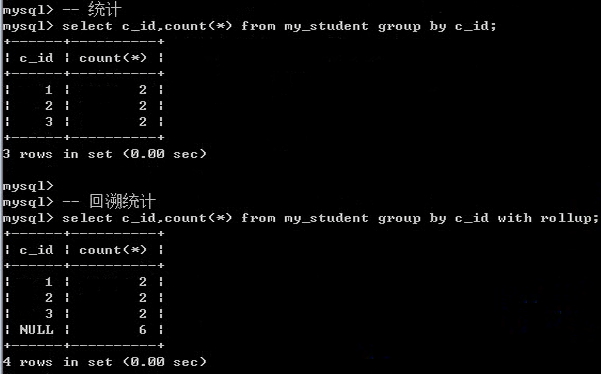 mysql> -- 统计
mysql> select c_id,count(*) from my_student group by c_id;
+------+----------+
| c_id | count(*) |
+------+----------+
|    1 |        2 |
|    2 |        2 |
|    3 |        2 |
+------+----------+
3 rows in set (0.00 sec)
mysql>
mysql> -- 回溯统计
mysql> select c_id,count(*) from my_student group by c_id with rollup;
+------+----------+
| c_id | count(*) |
+------+----------+
|    1 |        2 |
|    2 |        2 |
|    3 |        2 |
| NULL |        6 |
+------+----------+
4 rows in set (0.00 sec)